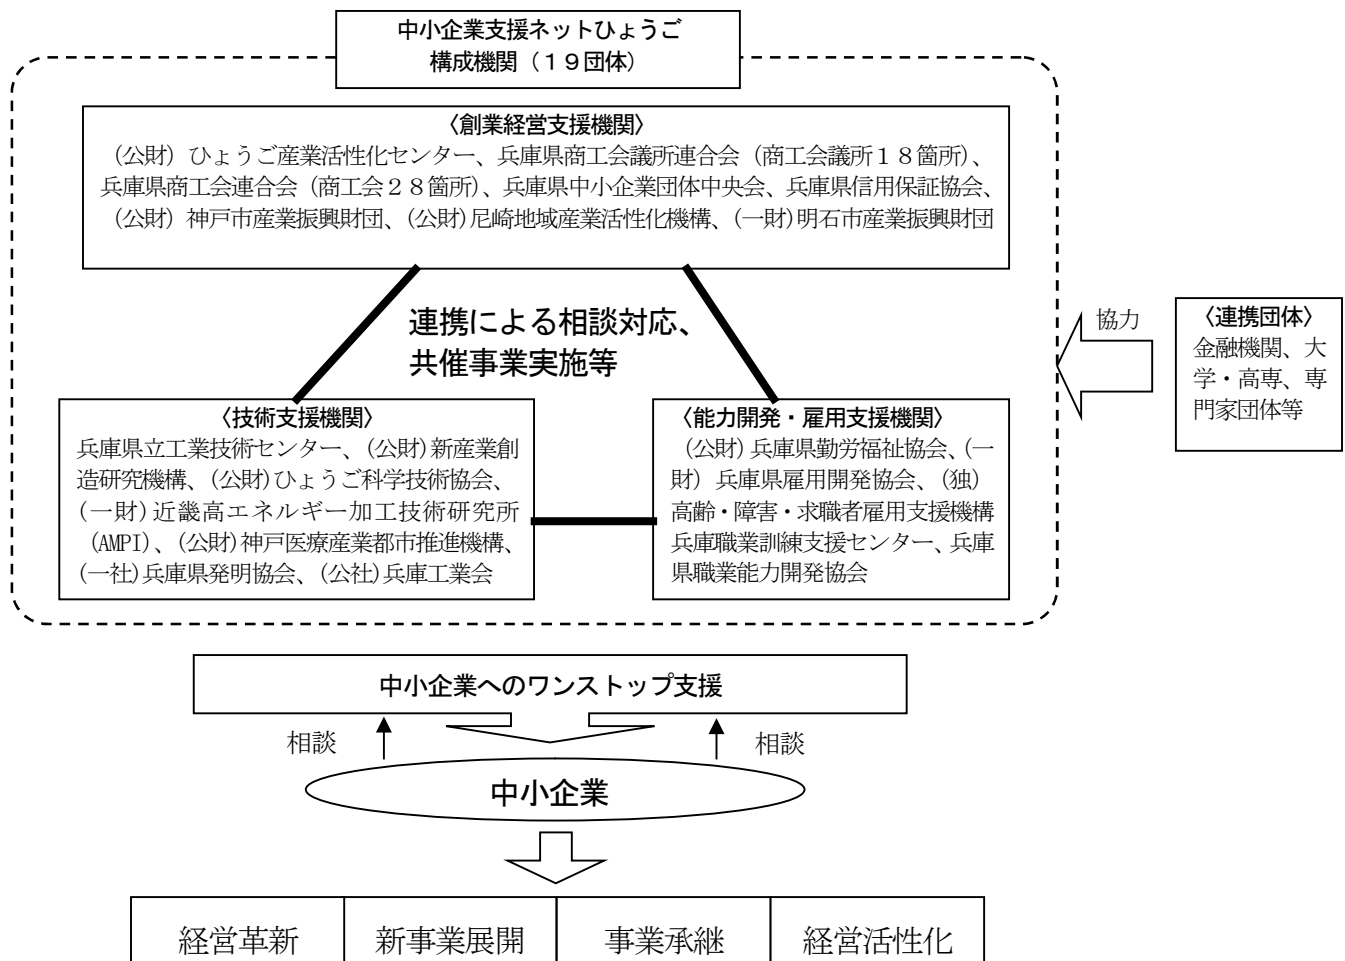 中小企業支援ネットひょうご
構成機関（１９団体）
〈創業経営支援機関〉
（公財）ひょうご産業活性化センター、兵庫県商工会議所連合会（商工会議所１８箇所）、
兵庫県商工会連合会（商工会２８箇所）、兵庫県中小企業団体中央会、兵庫県信用保証協会、
（公財）神戸市産業振興財団、（公財）尼崎地域産業活性化機構、（一財）明石市産業振興財団
連携による相談対応、
共催事業実施等
〈技術支援機関〉
兵庫県立工業技術センター、（公財）新産業創
造研究機構、（公財）ひょうご科学技術協会、
（一財）近畿高エネルギー加工技術研究所
（AMPI）、（公財）神戸医療産業都市推進機構、
（一社）兵庫県発明協会、（公社）兵庫工業会
〈能力開発・雇用支援機関〉
（公財）兵庫県勤労福祉協会、（一
財）兵庫県雇用開発協会、（独）
高齢・障害・求職者雇用支援機構
兵庫職業訓練支援センター、兵庫
県職業能力開発協会
協力
〈連携団体〉
金融機関、大
学・高専、専
門家団体等
中小企業へのワンストップ支援
相談
相談
中小企業
経営革新
新事業展開
事業承継
経営活性化